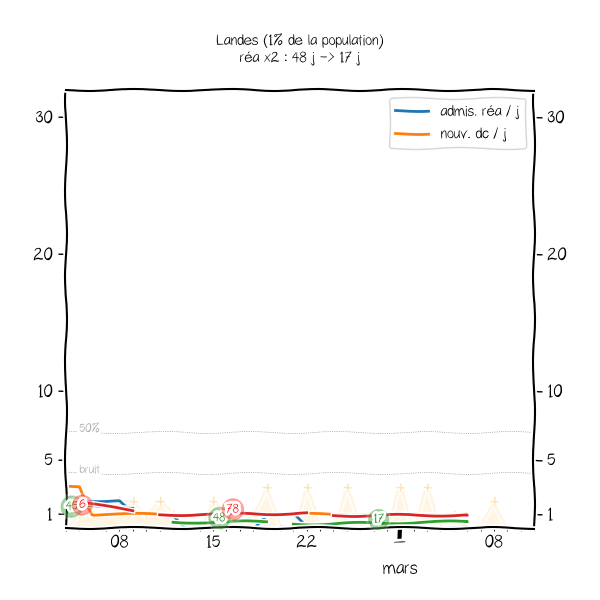 Landes (1% de la population)
réa x2 : 48 j -> 17 j
admis. réa / j
nouv. dc / j
30 30
20 20
10 10
50%
5 5
bruit
6 78
48 17
1 1
08 15 22 1 08
mars